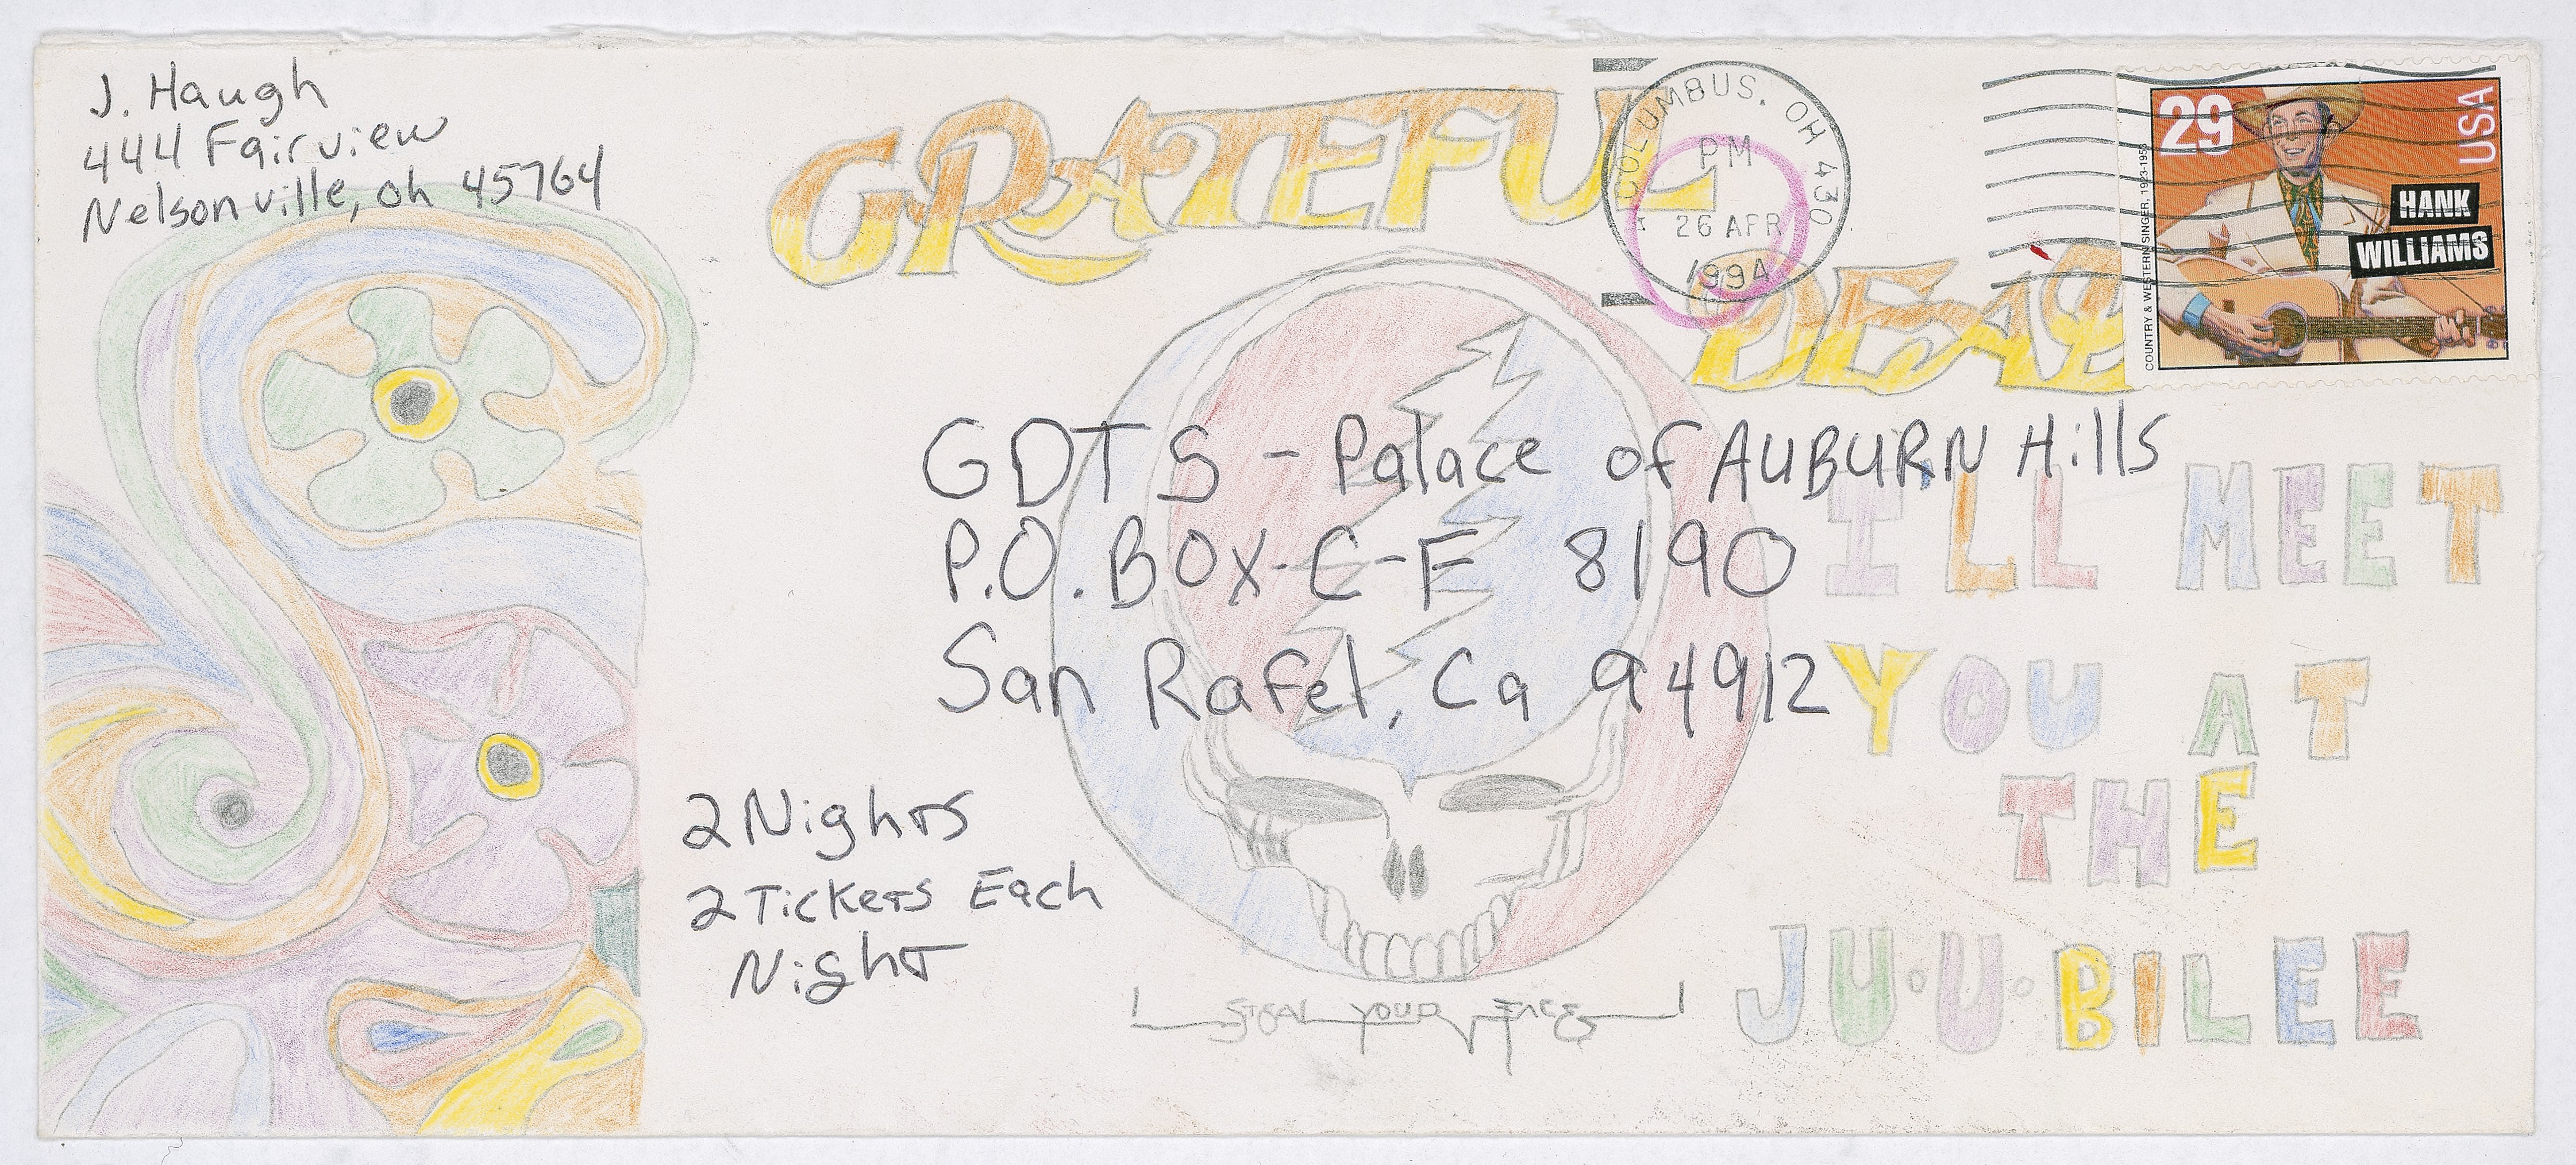 J. Haugh
444 Fairview
Nelsonville, oh 45764
GRATEFUL
DEAD
COLUMBUS, OH 430
PM
26 APR
1994
29
USA
HANK
WILLIAMS
COUNTRY & WESTERN SINGER, 1923-1953
GDTS - Palace of AUBURN Hills
P.O. BOX-C-F 8190
San Rafel, Ca 94912
2 Nights
2 Tickets Each
Night
I'LL MEET
YOU AT
THE
JU·U·BILEE
STEAL YOUR FACE